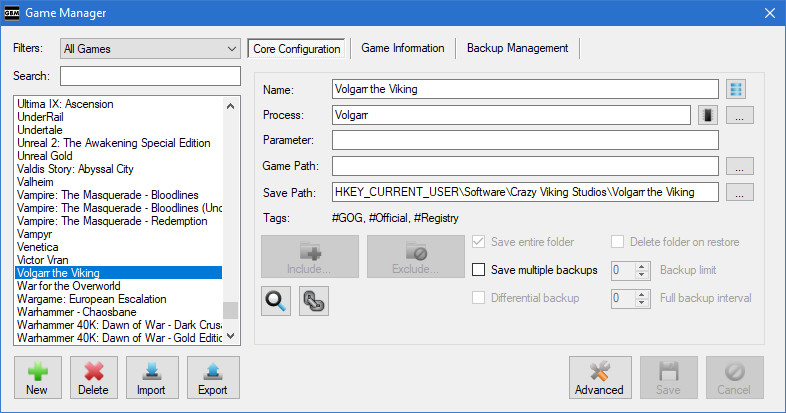 GBM Game Manager
Filters: All Games
Search:
Ultima IX: Ascension
UnderRail
Undertale
Unreal 2: The Awakening Special Edition
Unreal Gold
Valdis Story: Abyssal City
Valheim
Vampire: The Masquerade - Bloodlines
Vampire: The Masquerade - Bloodlines (Unc
Vampire: The Masquerade - Redemption
Vampyr
Venetica
Victor Vran
Volgarr the Viking
War for the Overworld
Wargame: European Escalation
Warhammer - Chaosbane
Warhammer 40K: Dawn of War - Dark Crusa
Warhammer 40K: Dawn of War - Gold Editic
New Delete Import Export
Core Configuration Game Information Backup Management
Name: Volgarr the Viking
Process: Volgarr ...
Parameter:
Game Path: ...
Save Path: HKEY_CURRENT_USER\Software\Crazy Viking Studios\Volgarr the Viking ...
Tags: #GOG, #Official, #Registry
Include... Exclude...
Save entire folder Delete folder on restore
Save multiple backups 0 Backup limit
Differential backup 0 Full backup interval
Advanced Save Cancel